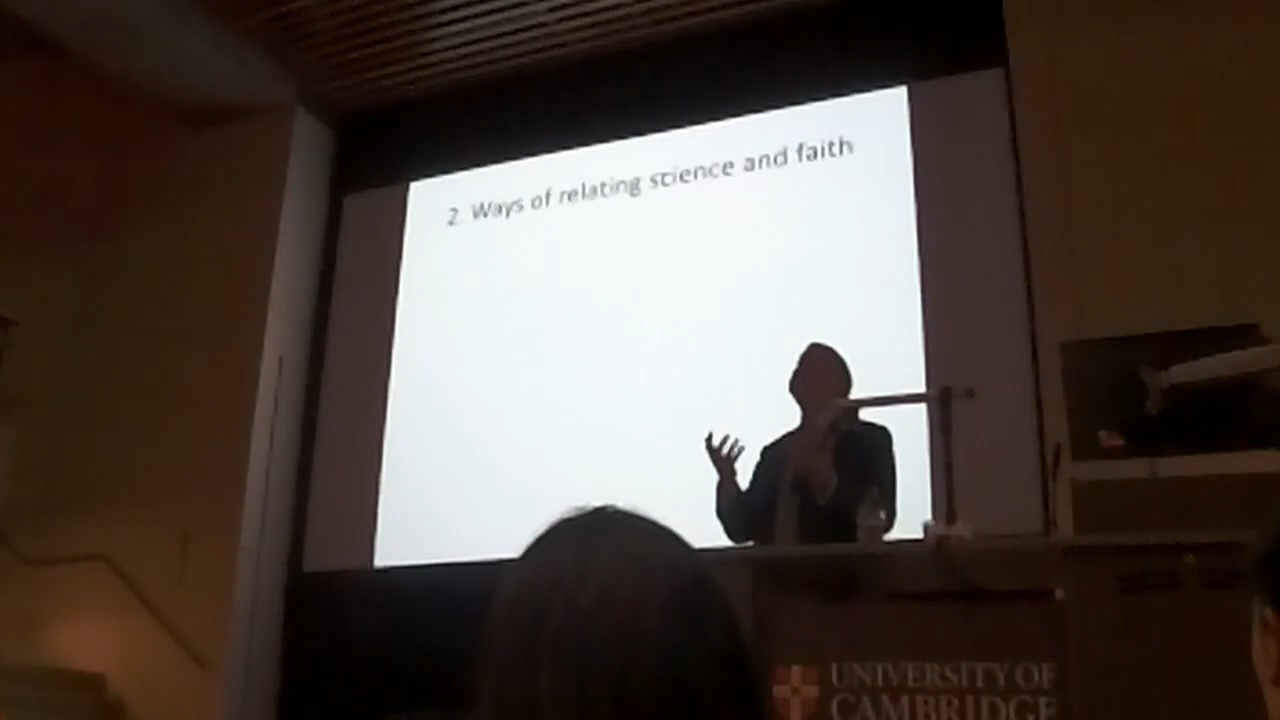 2. Ways of relating science and faith
UNIVERSITY OF
CAMBRIDGE